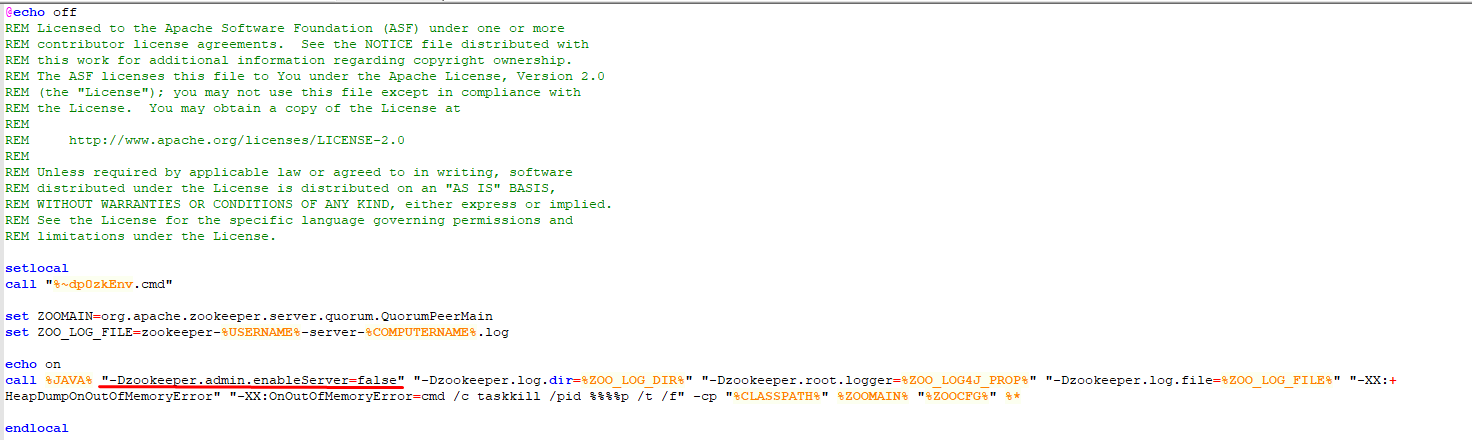 @echo off
REM Licensed to the Apache Software Foundation (ASF) under one or more
REM contributor license agreements.  See the NOTICE file distributed with
REM this work for additional information regarding copyright ownership.
REM The ASF licenses this file to You under the Apache License, Version 2.0
REM (the "License"); you may not use this file except in compliance with
REM the License.  You may obtain a copy of the License at
REM
REM     http://www.apache.org/licenses/LICENSE-2.0
REM
REM Unless required by applicable law or agreed to in writing, software
REM distributed under the License is distributed on an "AS IS" BASIS,
REM WITHOUT WARRANTIES OR CONDITIONS OF ANY KIND, either express or implied.
REM See the License for the specific language governing permissions and
REM limitations under the License.
setlocal
call "%~dp0zkEnv.cmd"
set ZOOMAIN=org.apache.zookeeper.server.quorum.QuorumPeerMain
set ZOO_LOG_FILE=zookeeper-%USERNAME%-server-%COMPUTERNAME%.log
echo on
call %JAVA% "-Dzookeeper.admin.enableServer=false" "-Dzookeeper.log.dir=%ZOO_LOG_DIR%" "-Dzookeeper.root.logger=%ZOO_LOG4J_PROP%" "-Dzookeeper.log.file=%ZOO_LOG_FILE%" "-XX:+
HeapDumpOnOutOfMemoryError" "-XX:OnOutOfMemoryError=cmd /c taskkill /pid %%%%p /t /f" -cp "%CLASSPATH%" %ZOOMAIN% "%ZOOCFG%" %*
endlocal